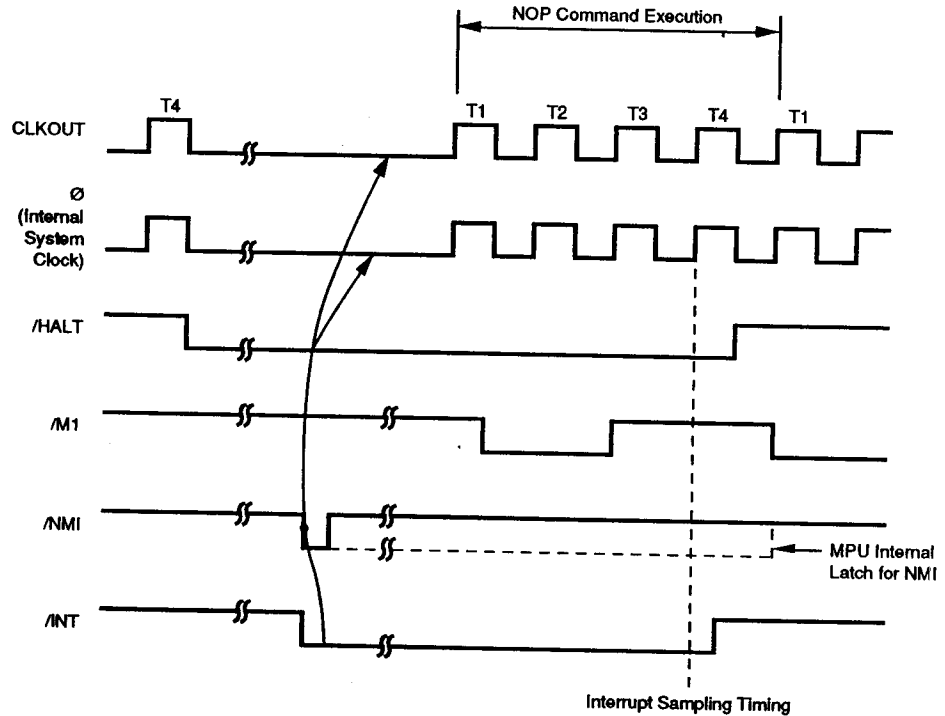 NOP Command Execution
T4
T1
T2
T3
T4
T1
CLKOUT
Ø
(Internal
System
Clock)
/HALT
/M1
/NMI
MPU Internal
Latch for NMI
/INT
Interrupt Sampling Timing